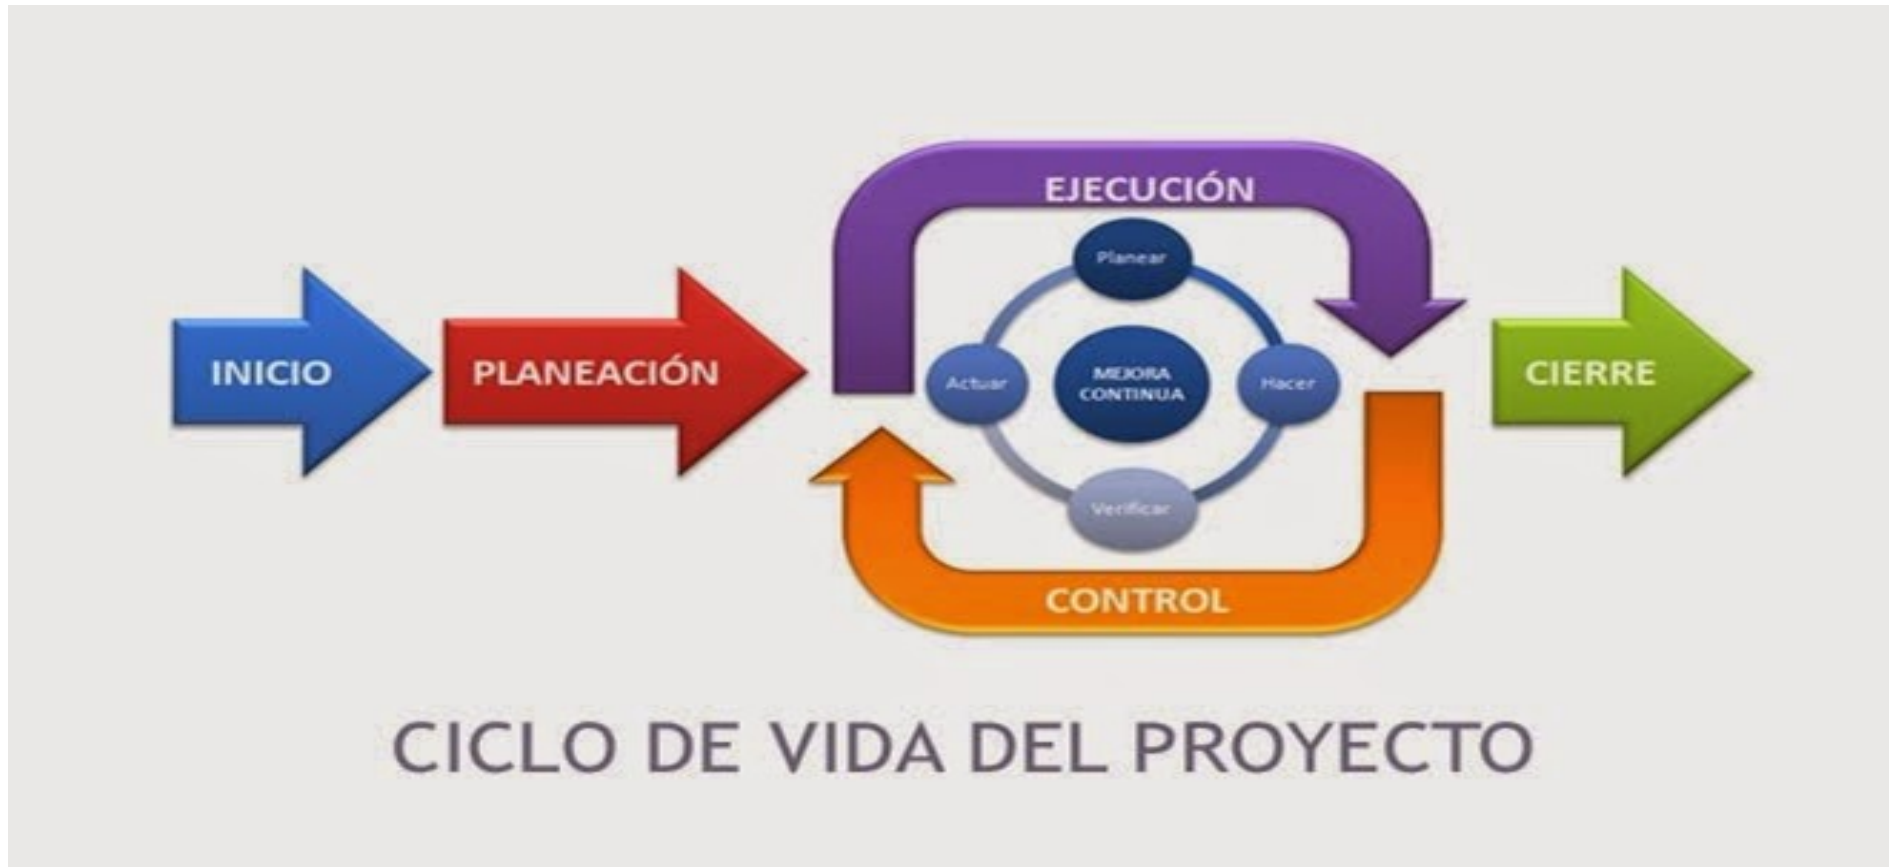 EJECUCIÓN
Planear
INICIO
PLANEACIÓN
Actuar
MEJORA
CONTINUA
Hacer
CIERRE
Verificar
CONTROL
CICLO DE VIDA DEL PROYECTO